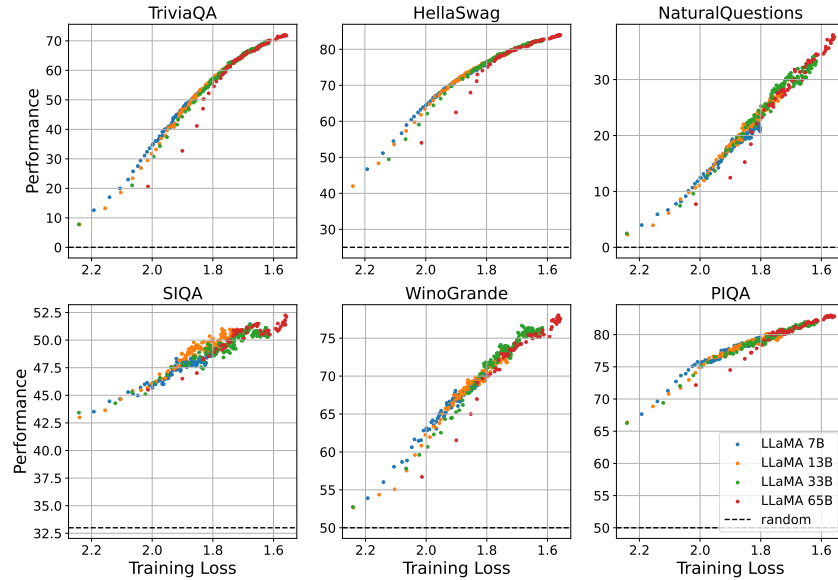 TriviaQA
HellaSwag
NaturalQuestions
Performance
70
60
50
40
30
20
10
0
2.2 2.0 1.8 1.6
80
70
60
50
40
30
2.2 2.0 1.8 1.6
30
20
10
0
2.2 2.0 1.8 1.6
SIQA
WinoGrande
PIQA
Performance
52.5
50.0
47.5
45.0
42.5
40.0
37.5
35.0
32.5
2.2 2.0 1.8 1.6
Training Loss
75
70
65
60
55
50
2.2 2.0 1.8 1.6
Training Loss
80
75
70
65
60
55
50
2.2 2.0 1.8 1.6
Training Loss
LLaMA 7B
LLaMA 13B
LLaMA 33B
LLaMA 65B
random